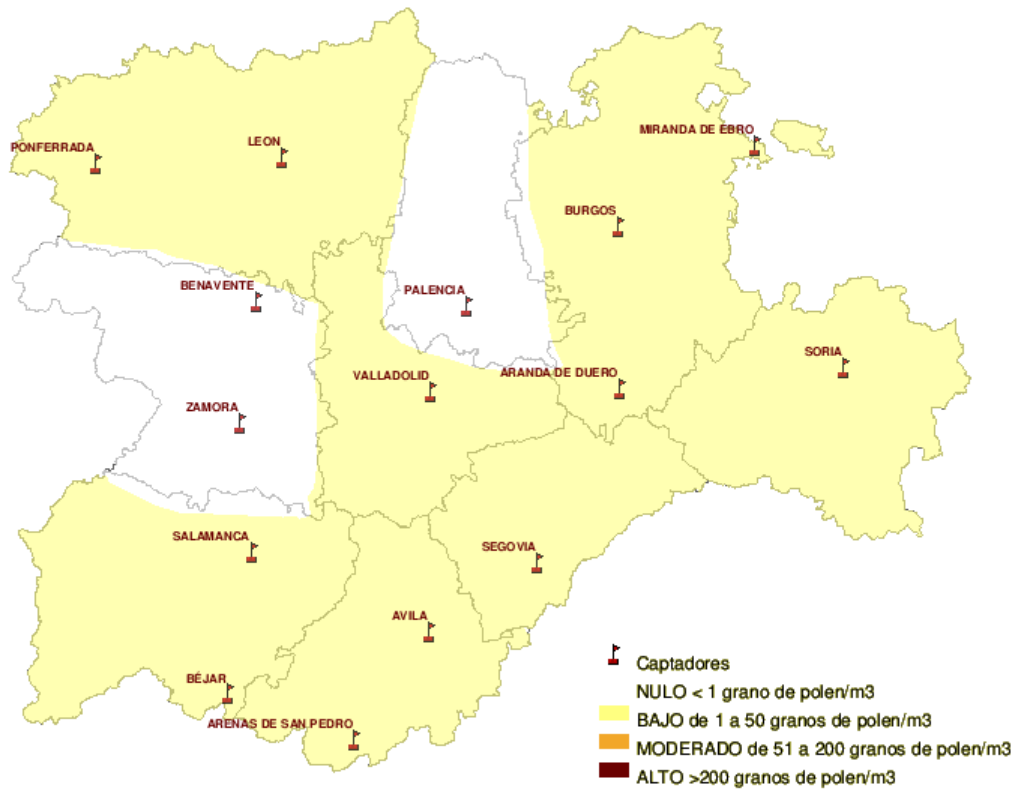 MIRANDA DE EBRO
PONFERRADA
LEON
BURGOS
BENAVENTE
PALENCIA
SORIA
VALLADOLID
ARANDA DE DUERO
ZAMORA
SALAMANCA
SEGOVIA
AVILA
BÉJAR
ARENAS DE SAN PEDRO
Captadores
NULO < 1 grano de polen/m3
BAJO de 1 a 50 granos de polen/m3
MODERADO de 51 a 200 granos de polen/m3
ALTO >200 granos de polen/m3